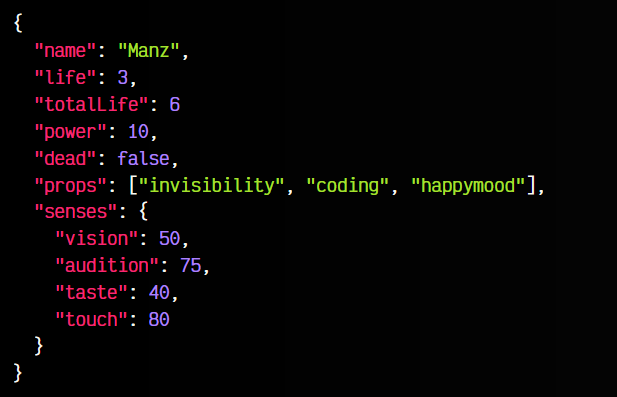 {
  "name": "Manz",
  "life": 3,
  "totalLife": 6
  "power": 10,
  "dead": false,
  "props": ["invisibility", "coding", "happymood"],
  "senses": {
    "vision": 50,
    "audition": 75,
    "taste": 40,
    "touch": 80
  }
}